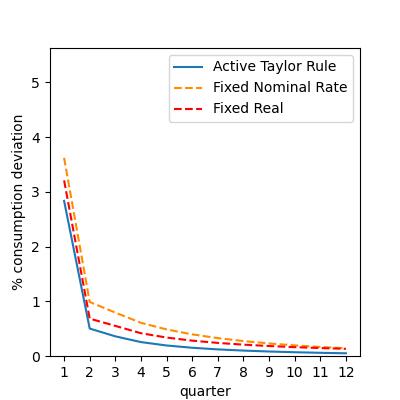 Active Taylor Rule
Fixed Nominal Rate
Fixed Real
% consumption deviation
5
4
3
2
1
0
1 2 3 4 5 6 7 8 9 10 11 12
quarter